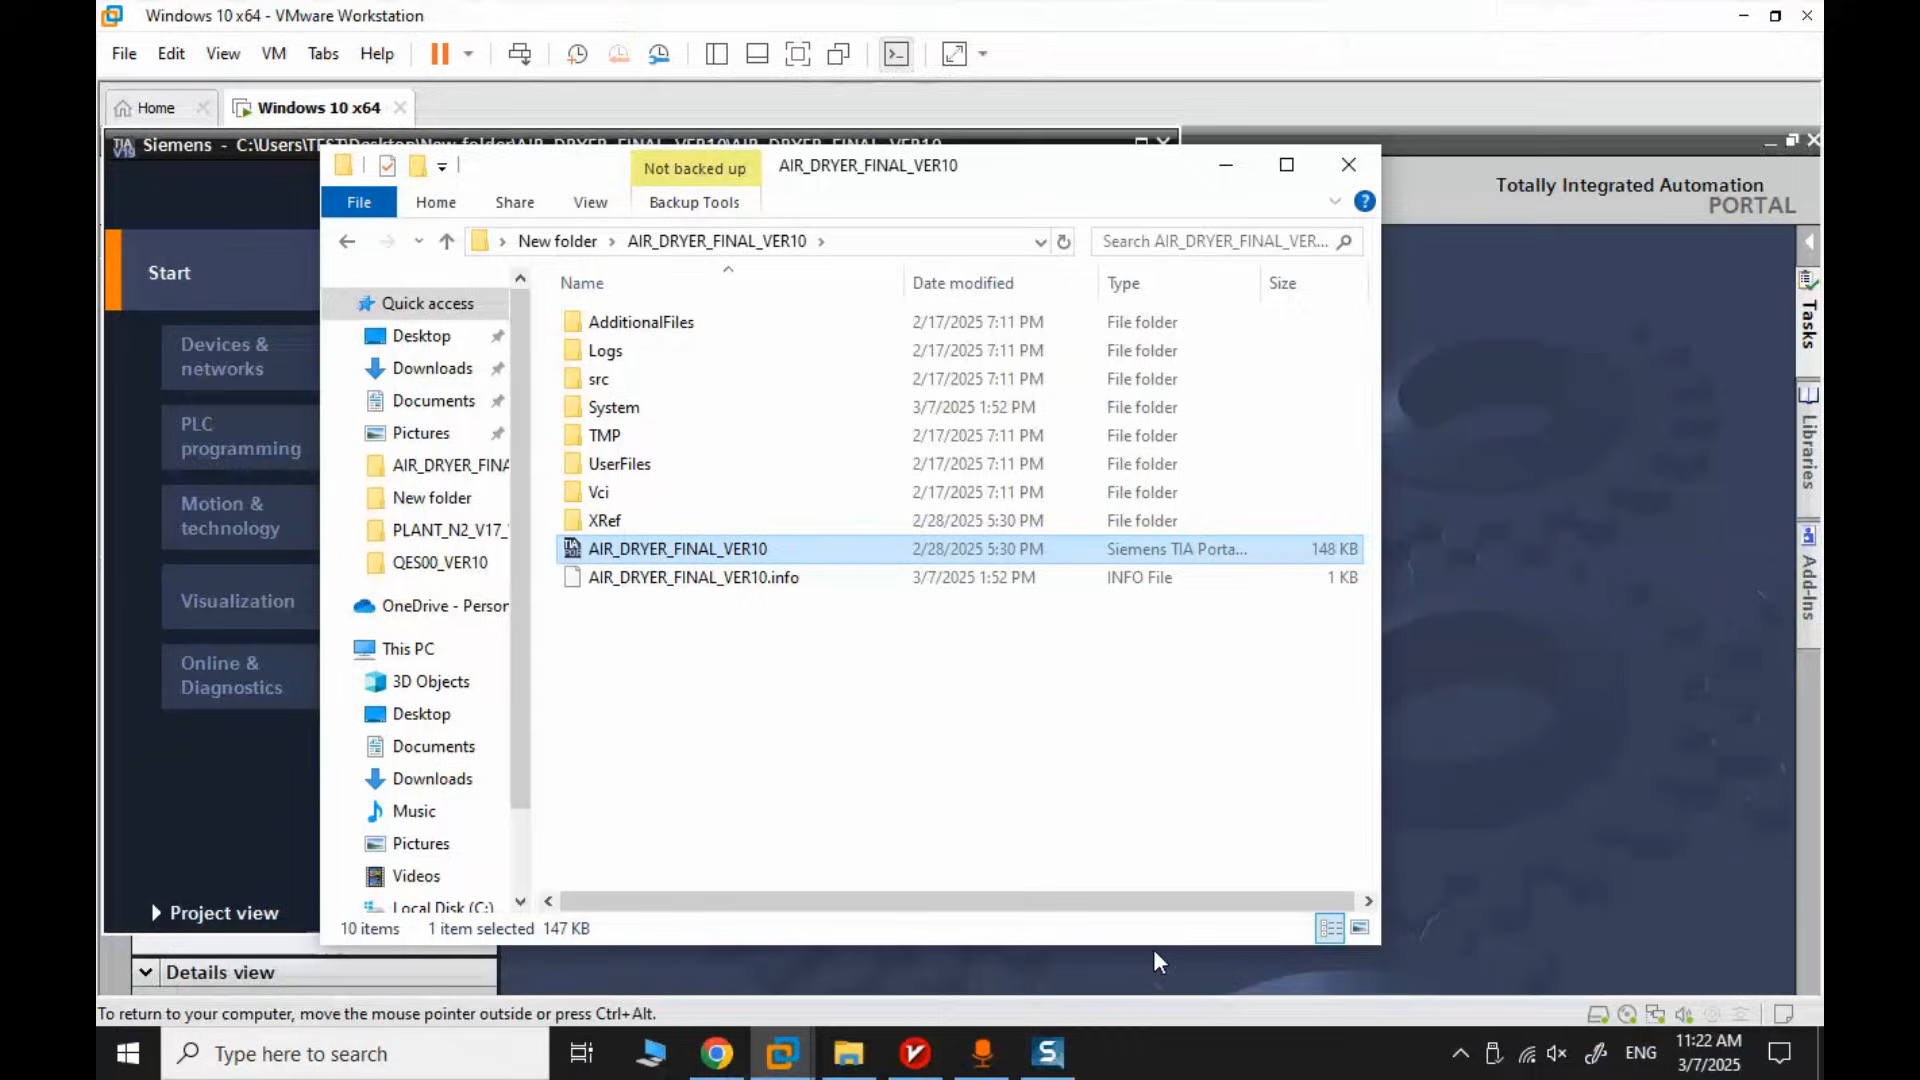 Windows 10 x64 - VMware Workstation
File Edit View VM Tabs Help
Home
Windows 10 x64
TIA V19 Siemens - C:\Users\TEST\Desktop\New folder\AIR_DRYER_FINAL_VER10\AIR_DRYER_FINAL_VER10
Not backed up
AIR_DRYER_FINAL_VER10
File Home Share View Backup Tools
New folder AIR_DRYER_FINAL_VER10
Search AIR_DRYER_FINAL_VER...
Totally Integrated Automation
PORTAL
Start
Devices &
networks
PLC
programming
Motion &
technology
Visualization
Online &
Diagnostics
Project view
Details view
Quick access
Desktop
Downloads
Documents
Pictures
AIR_DRYER_FINA
New folder
PLANT_N2_V17_
QES00_VER10
OneDrive - Person
This PC
3D Objects
Desktop
Documents
Downloads
Music
Pictures
Videos
Local Disk (C:)
Name Date modified Type Size
AdditionalFiles 2/17/2025 7:11 PM File folder
Logs 2/17/2025 7:11 PM File folder
src 2/17/2025 7:11 PM File folder
System 3/7/2025 1:52 PM File folder
TMP 2/17/2025 7:11 PM File folder
UserFiles 2/17/2025 7:11 PM File folder
Vci 2/17/2025 7:11 PM File folder
XRef 2/28/2025 5:30 PM File folder
AIR_DRYER_FINAL_VER10 2/28/2025 5:30 PM Siemens TIA Porta... 148 KB
AIR_DRYER_FINAL_VER10.info 3/7/2025 1:52 PM INFO File 1 KB
10 items 1 item selected 147 KB
Tasks
Libraries
Add-Ins
To return to your computer, move the mouse pointer outside or press Ctrl+Alt.
Type here to search
ENG
11:22 AM
3/7/2025